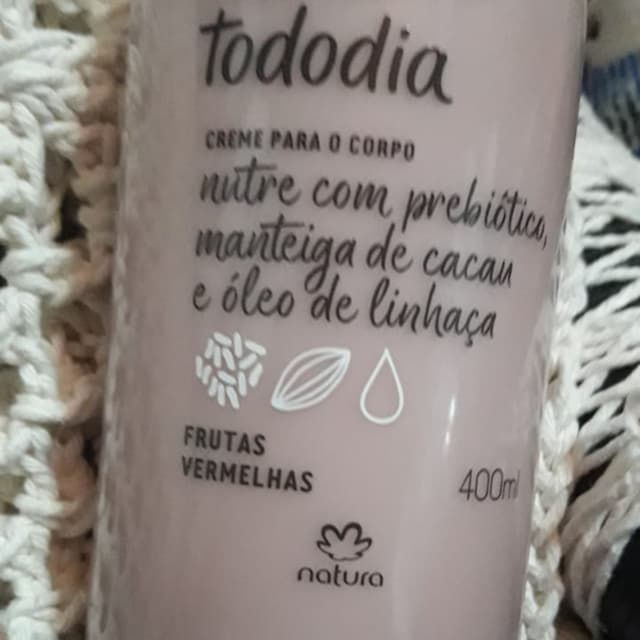 tododia
CREME PARA O CORPO
nutre com prebiótico,
manteiga de cacau
e óleo de linhaça
FRUTAS
VERMELHAS
400ml
natura